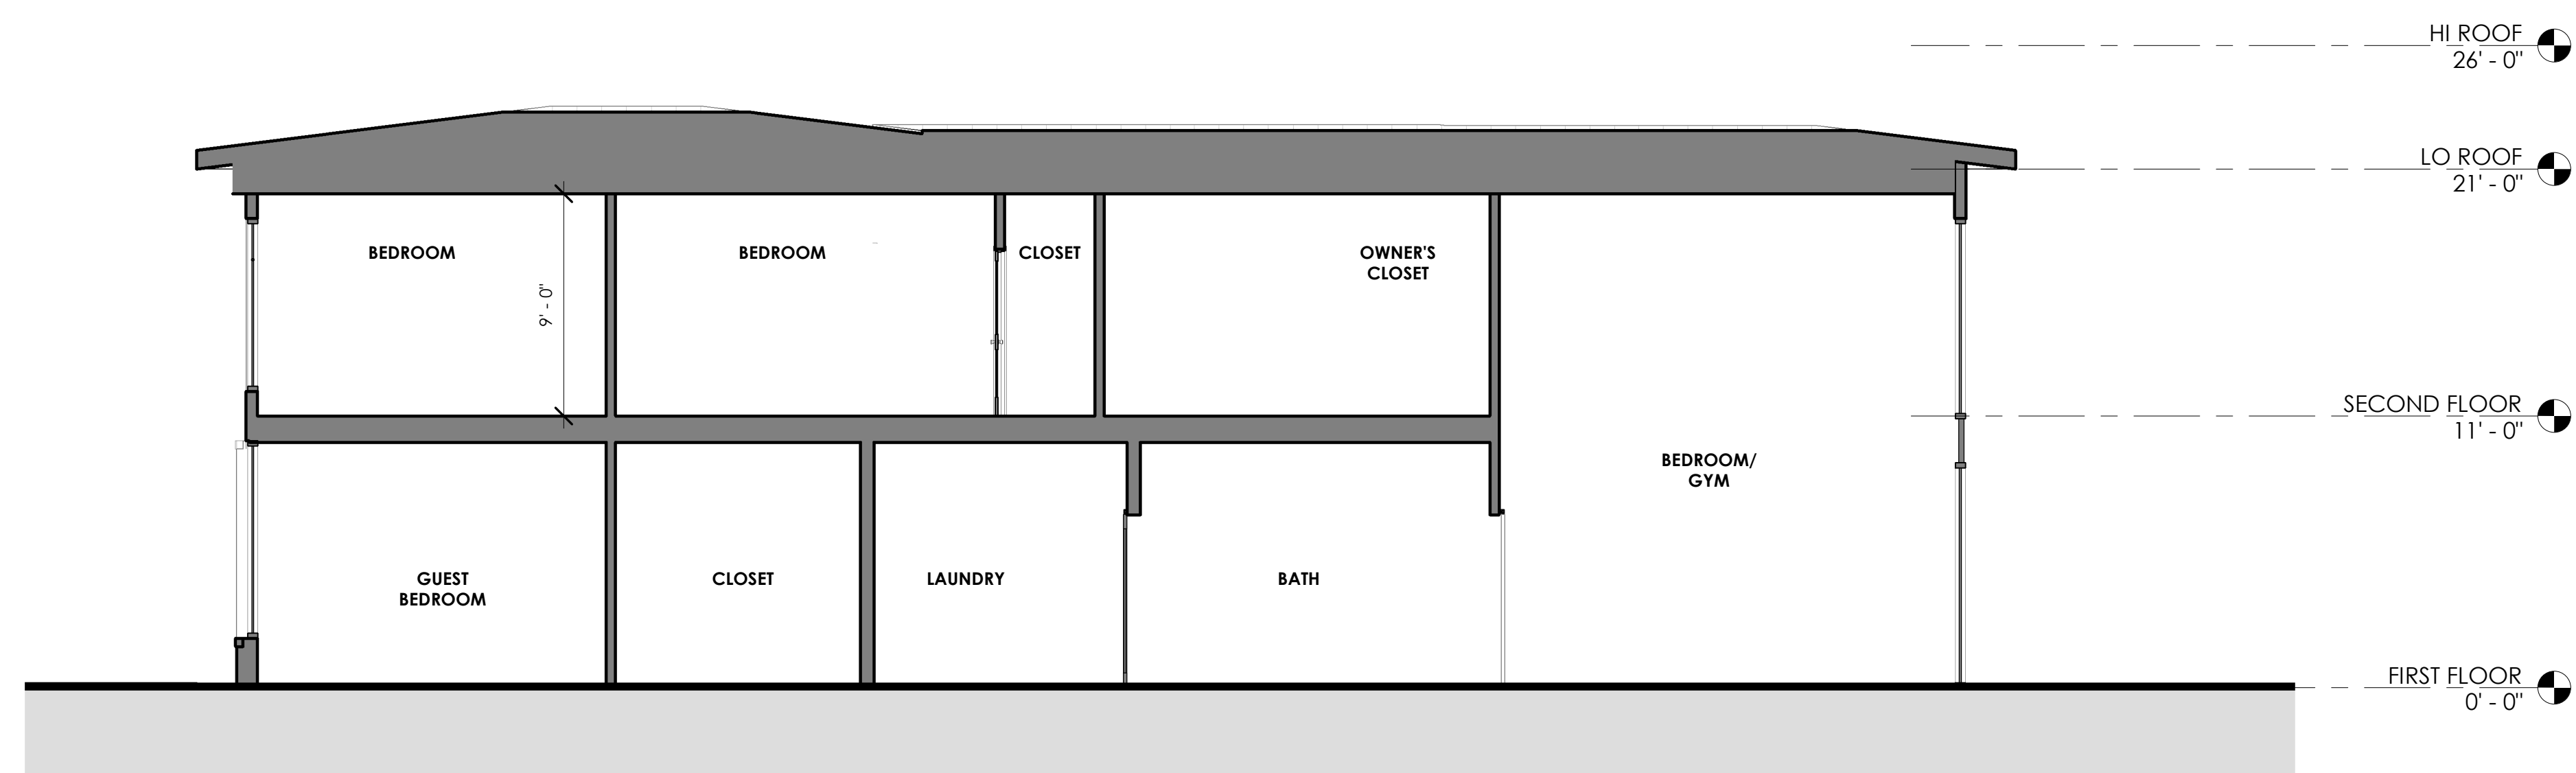 HI ROOF
26' - 0"
LO ROOF
21' - 0"
BEDROOM
BEDROOM
CLOSET
OWNER'S
CLOSET
9' - 0"
SECOND FLOOR
11' - 0"
BEDROOM/
GYM
GUEST
BEDROOM
CLOSET
LAUNDRY
BATH
FIRST FLOOR
0' - 0"